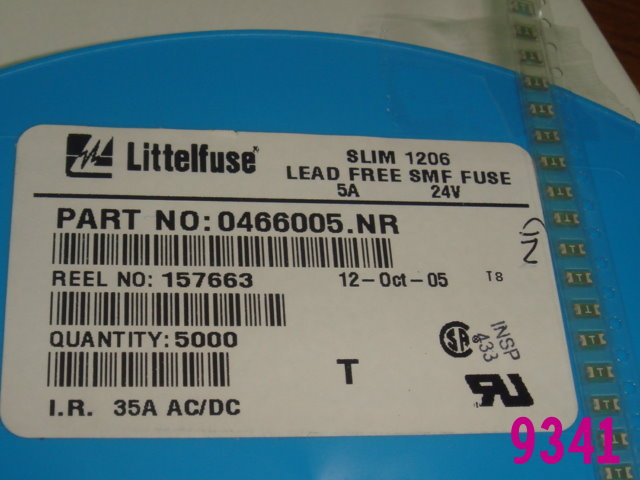 Littelfuse®
SLIM 1206
LEAD FREE SMF FUSE
5A 24V
PART NO: 0466005.NR
REEL NO: 157663
12-Oct-05 T8
QUANTITY: 5000
T
INSP
433
I.R. 35A AC/DC
9341